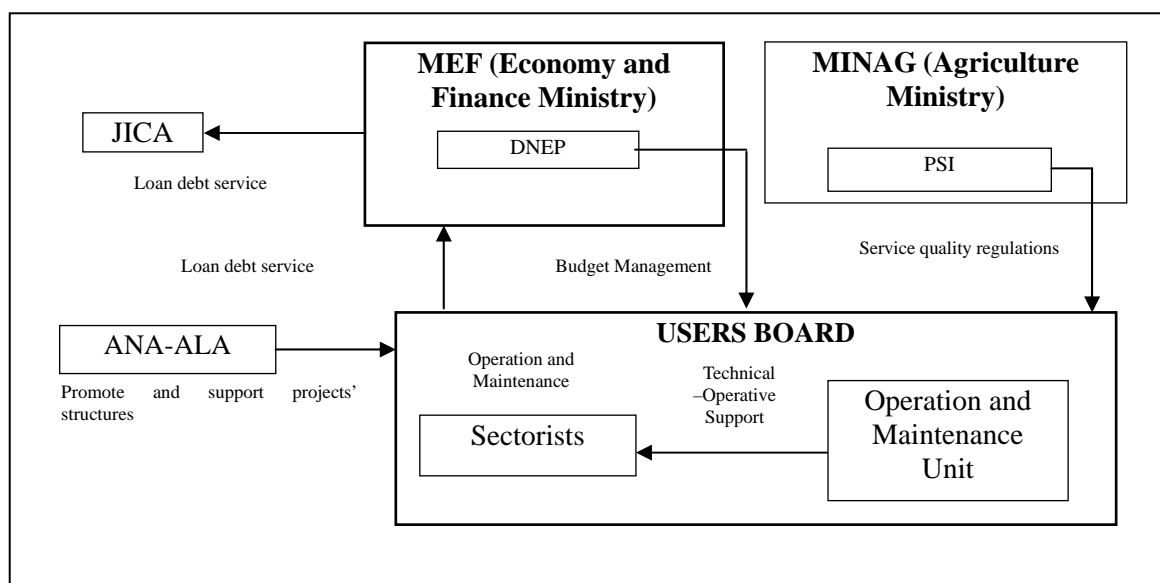 MEF (Economy and
Finance Ministry)
DNEP
MINAG (Agriculture
Ministry)
PSI
JICA
Loan debt service
Loan debt service
Budget Management
Service quality regulations
ANA-ALA
Promote and support projects’
structures
USERS BOARD
Operation and
Maintenance
Technical
–Operative
Support
Sectorists
Operation and
Maintenance
Unit